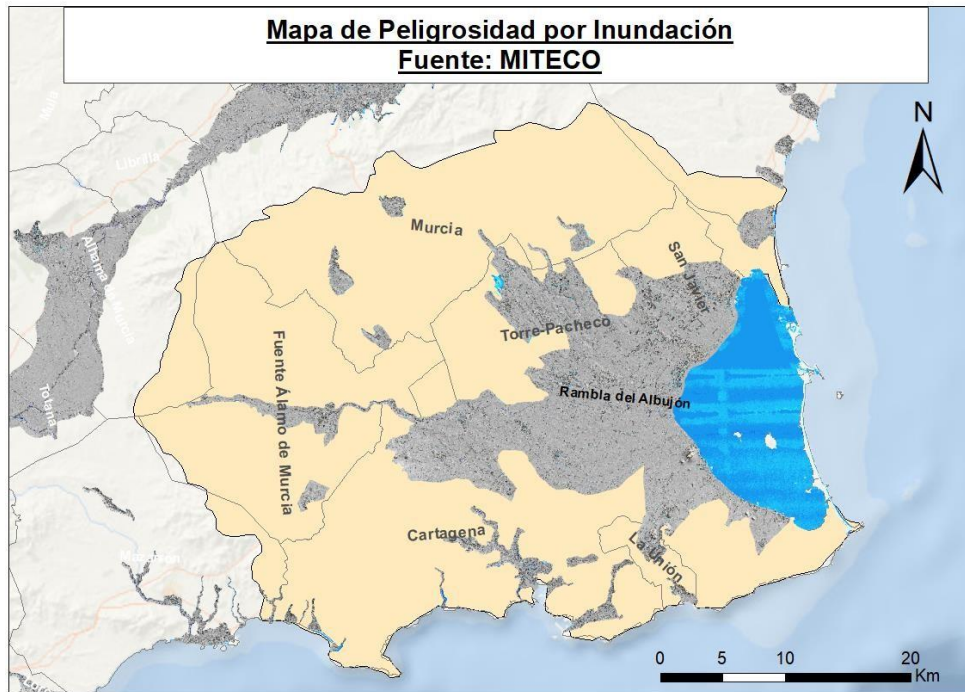 Mapa de Peligrosidad por Inundación
Fuente: MITECO
N
Mula
Librilla
Murcia
San Javier
Alhama de Murcia
Torre-Pacheco
Fuente Álamo de Murcia
Rambla del Albujón
Totana
Cartagena
La Unión
Mazarrón
0 5 10 20
Km